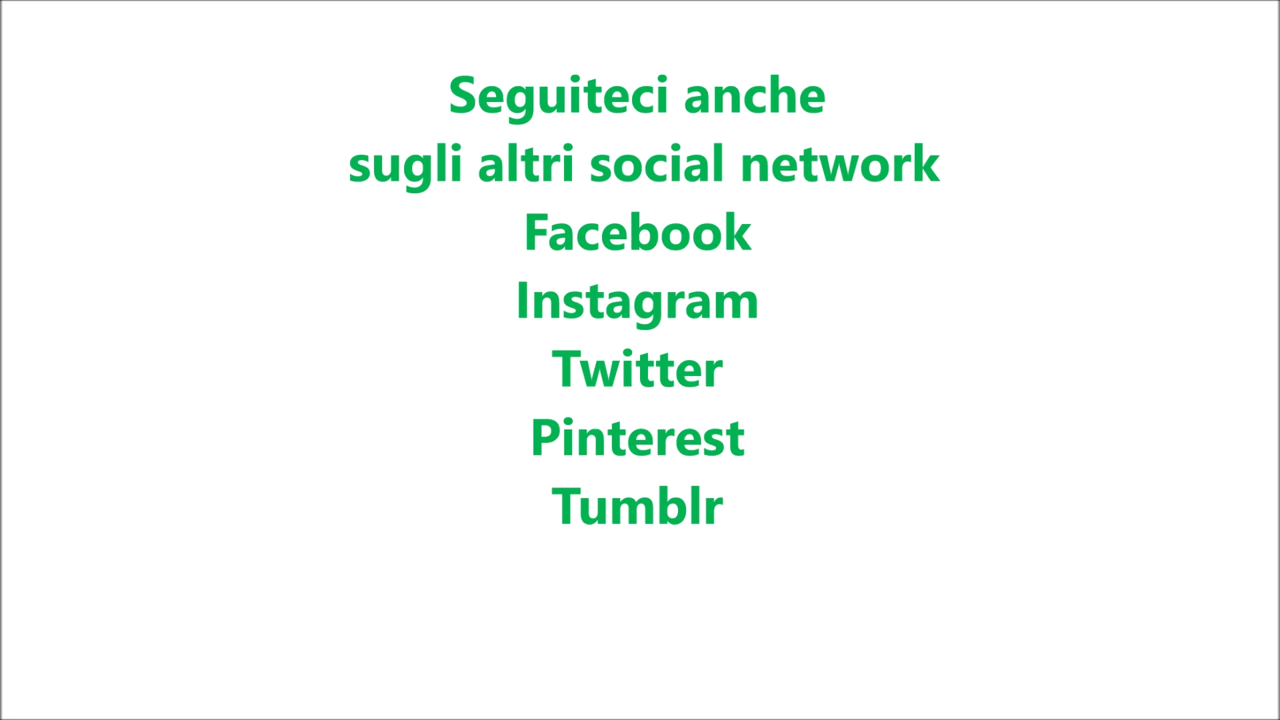 Seguiteci anche
sugli altri social network
Facebook
Instagram
Twitter
Pinterest
Tumblr